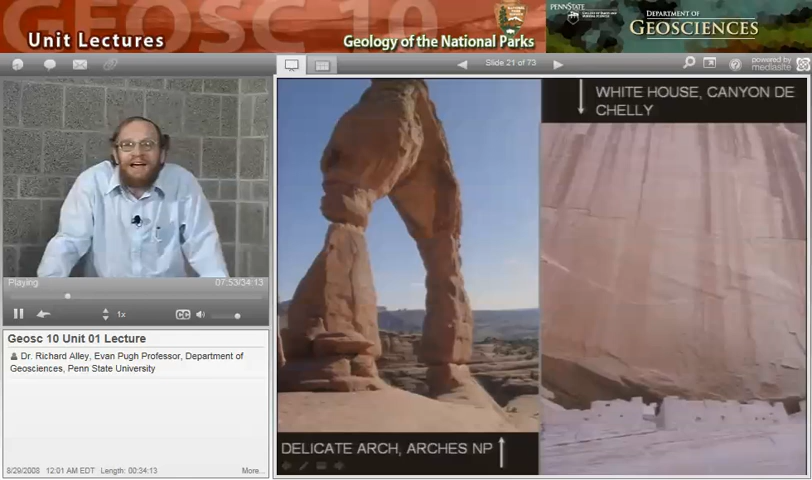 GEOSC 10
Unit Lectures
Geology of the National Parks
PENNSTATE
DEPARTMENT OF
GEOSCIENCES
Slide 21 of 73
powered by
mediasite
WHITE HOUSE, CANYON DE
CHELLY
DELICATE ARCH, ARCHES NP
Playing
07:53/34:13
1x
CC
Geosc 10 Unit 01 Lecture
Dr. Richard Alley, Evan Pugh Professor, Department of
Geosciences, Penn State University
8/29/2008 12:01 AM EDT Length: 00:34:13
More...